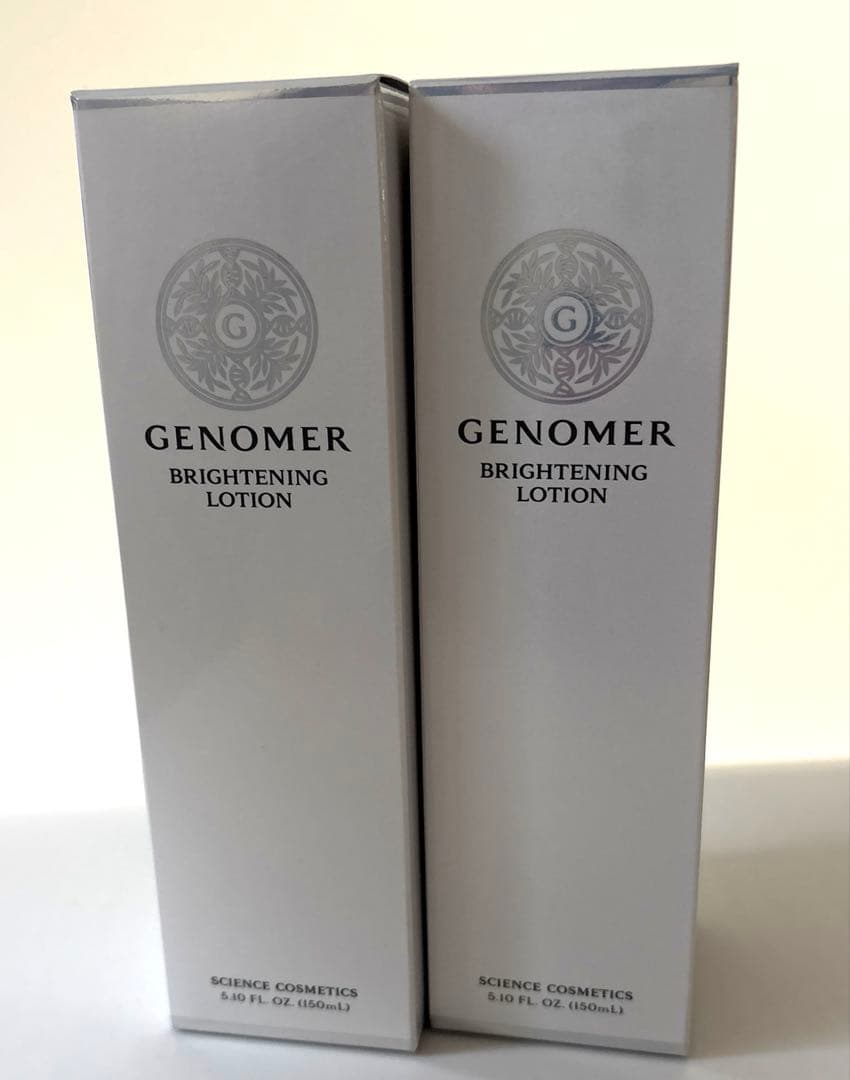 G
GENOMER
BRIGHTENING
LOTION
SCIENCE COSMETICS
5.10 FL. OZ. (150mL)
G
GENOMER
BRIGHTENING
LOTION
SCIENCE COSMETICS
5.10 FL. OZ. (150mL)